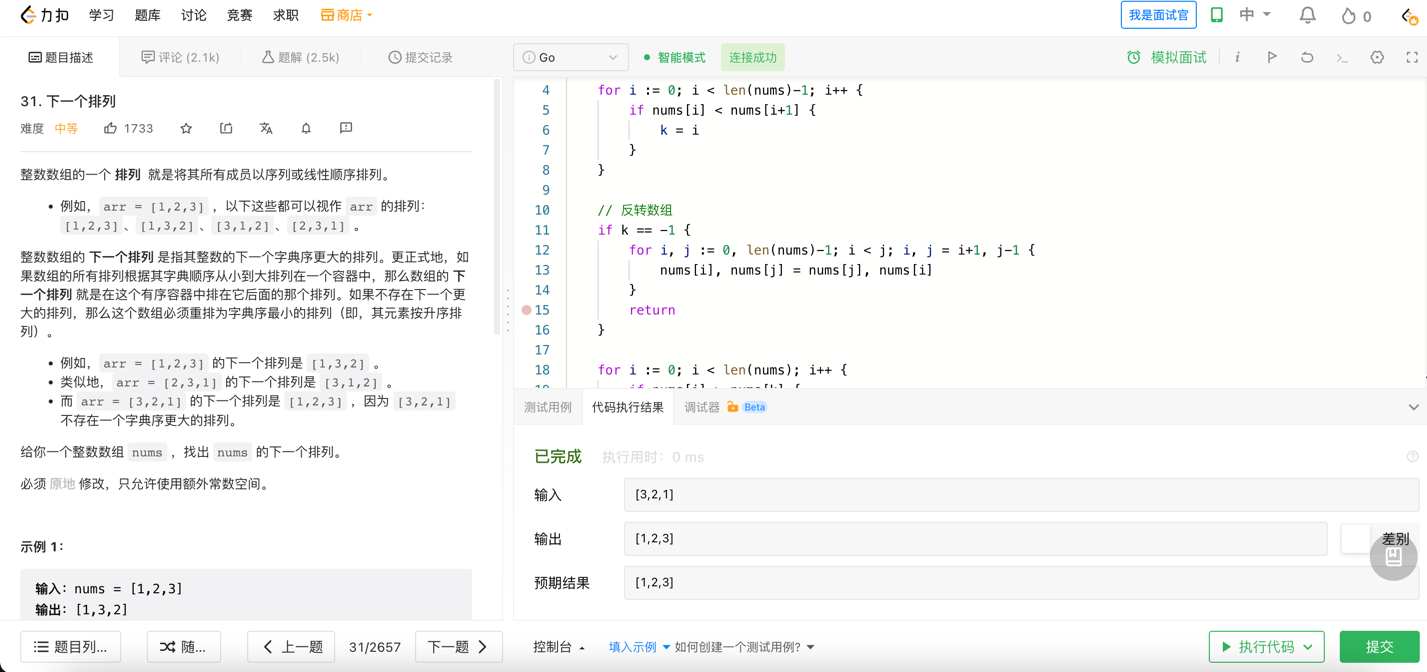 力扣 学习 题库 讨论 竞赛 求职 商店 我是面试官 中 0
题目描述 评论 (2.1k) 题解 (2.5k) 提交记录
31. 下一个排列
难度 中等 1733
整数数组的一个 排列 就是将其所有成员以序列或线性顺序排列。
• 例如，arr = [1,2,3] ，以下这些都可以视作 arr 的排列：
[1,2,3]、[1,3,2]、[3,1,2]、[2,3,1] 。
整数数组的 下一个排列 是指其整数的下一个字典序更大的排列。更正式地，如
果数组的所有排列根据其字典顺序从小到大排列在一个容器中，那么数组的 下
一个排列 就是在这个有序容器中排在它后面的那个排列。如果不存在下一个更
大的排列，那么这个数组必须重排为字典序最小的排列（即，其元素按升序排
列）。
• 例如，arr = [1,2,3] 的下一个排列是 [1,3,2] 。
• 类似地，arr = [2,3,1] 的下一个排列是 [3,1,2] 。
• 而 arr = [3,2,1] 的下一个排列是 [1,2,3] ，因为 [3,2,1]
不存在一个字典序更大的排列。
给你一个整数数组 nums ，找出 nums 的下一个排列。
必须 原地 修改，只允许使用额外常数空间。
示例 1：
输入：nums = [1,2,3]
输出：[1,3,2]
题目列... 随... 上一题 31/2657 下一题
Go 智能模式 连接成功 模拟面试 i
4 for i := 0; i < len(nums)-1; i++ {
5 if nums[i] < nums[i+1] {
6 k = i
7 }
8 }
9
10 // 反转数组
11 if k == -1 {
12 for i, j := 0, len(nums)-1; i < j; i, j = i+1, j-1 {
13 nums[i], nums[j] = nums[j], nums[i]
14 }
15 return
16 }
17
18 for i := 0; i < len(nums); i++ {
测试用例 代码执行结果 调试器 Beta
已完成 执行用时：0 ms
输入 [3,2,1]
输出 [1,2,3] 差别
预期结果 [1,2,3]
控制台 填入示例 如何创建一个测试用例? 执行代码 提交